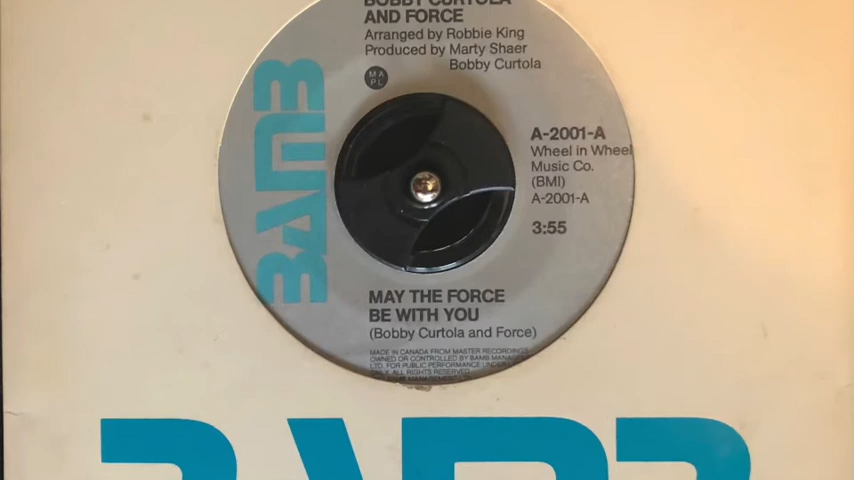 BOBBY CURTOLA
AND FORCE
Arranged by Robbie King
Produced by Marty Shaer
Bobby Curtola
MA
PL
BAMB
A-2001-A
Wheel in Wheel
Music Co.
(BMI)
A-2001-A
3:55
MAY THE FORCE
BE WITH YOU
(Bobby Curtola and Force)
MADE IN CANADA FROM MASTER RECORDINGS
OWNED OR CONTROLLED BY BAMB
LTD. FOR PUBLIC PERFORMANCE UNDER
ONLY. ALL RIGHTS RESERVED
BAMB